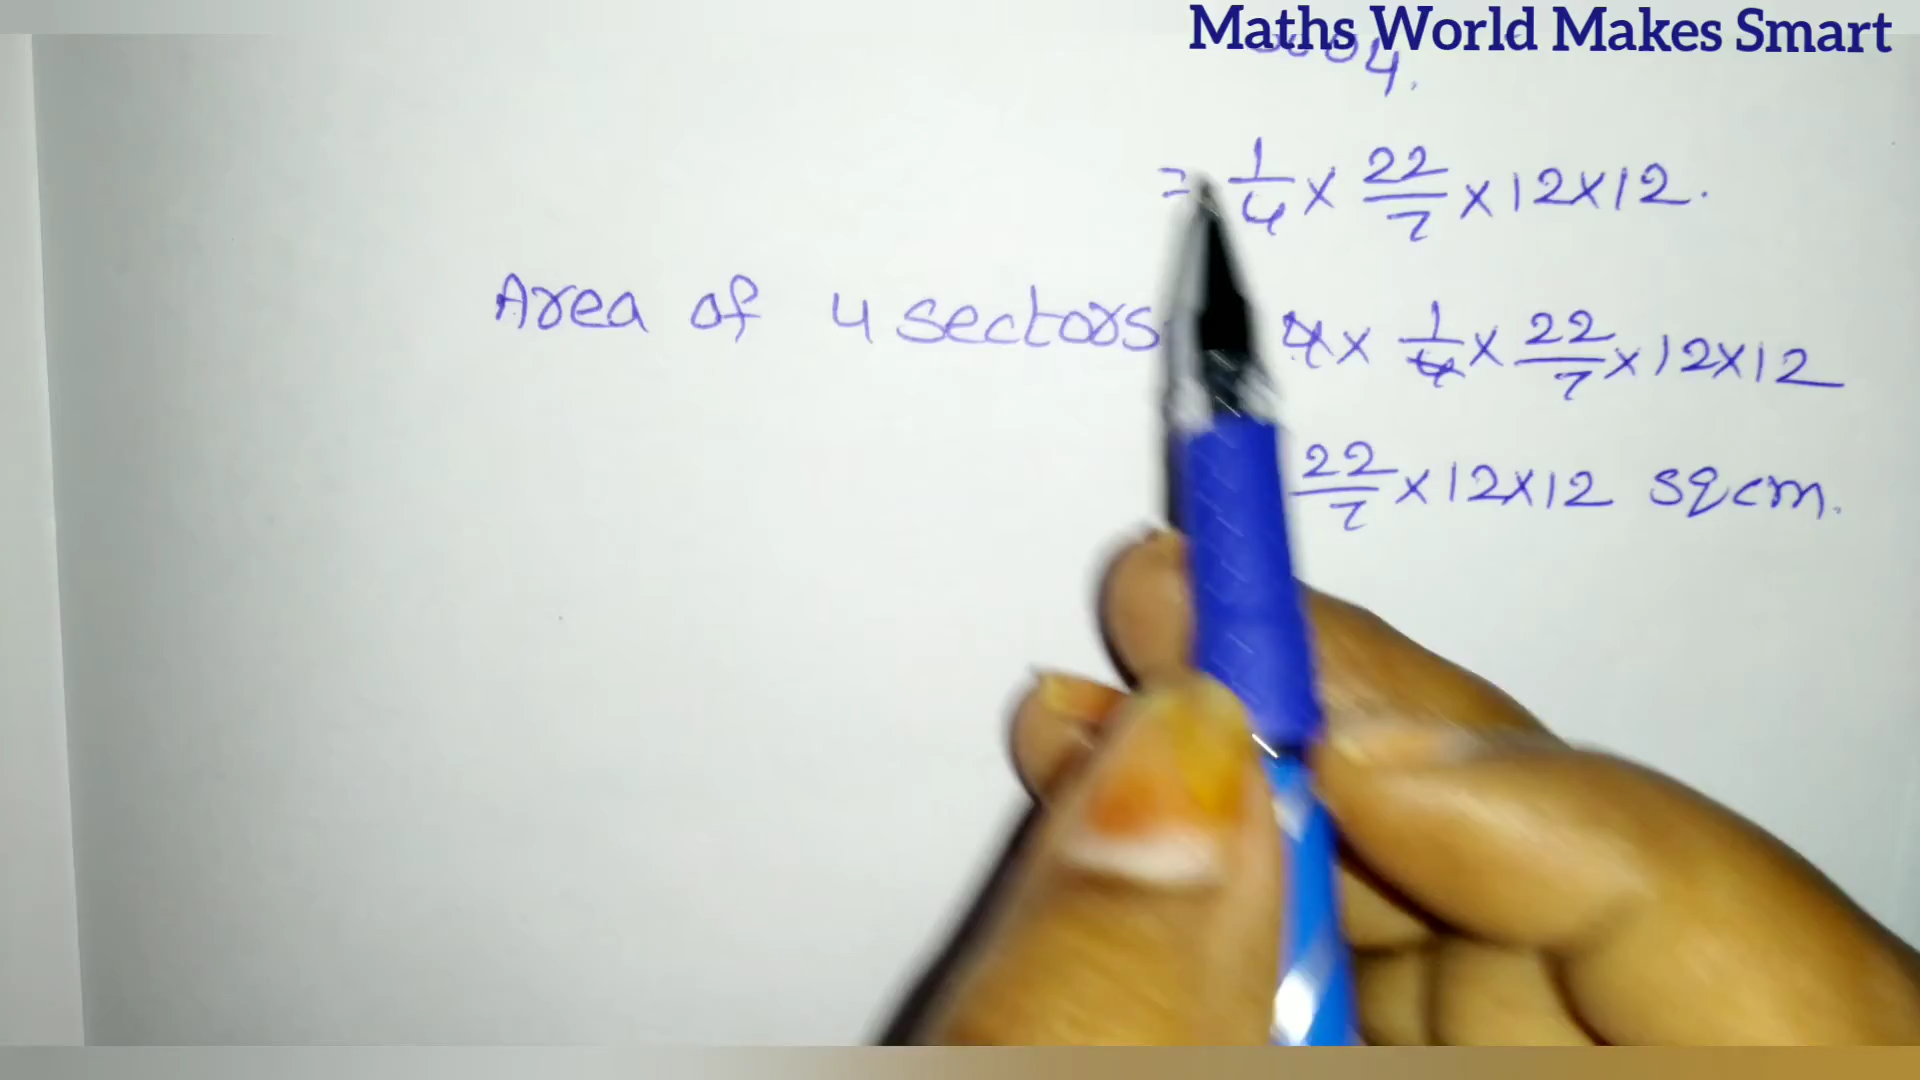 Maths World Makes Smart
= 1/4 × 22/7 × 12×12.
Area of 4 sectors 4 × 1/4 × 22/7 × 12×12
22/7 × 12×12 sq cm.